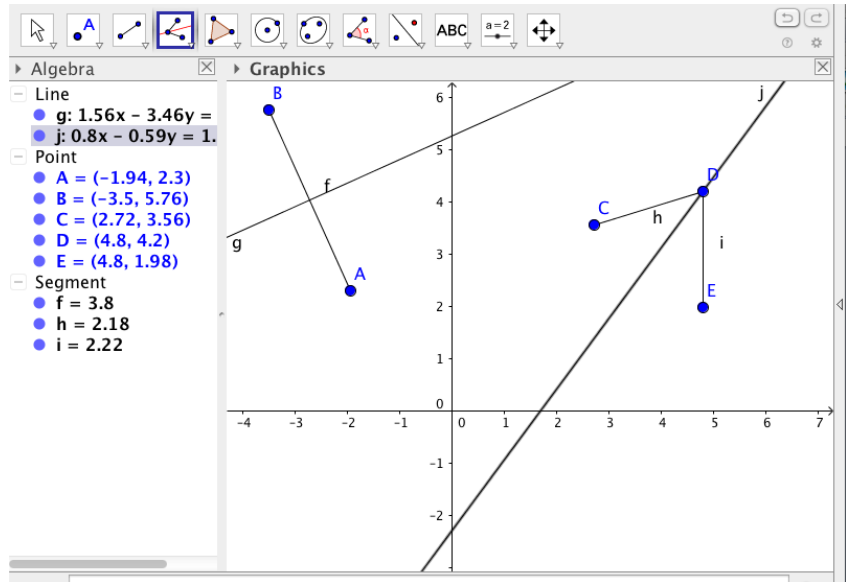 A
α
ABC
a=2
Algebra
Graphics
Line
g: 1.56x – 3.46y =
j: 0.8x – 0.59y = 1.
Point
A = (-1.94, 2.3)
B = (-3.5, 5.76)
C = (2.72, 3.56)
D = (4.8, 4.2)
E = (4.8, 1.98)
Segment
f = 3.8
h = 2.18
i = 2.22
B
6
j
5
f
D
4
C
h
g
3
i
A
E
2
1
0
-4 -3 -2 -1 0 1 2 3 4 5 6 7
-1
-2